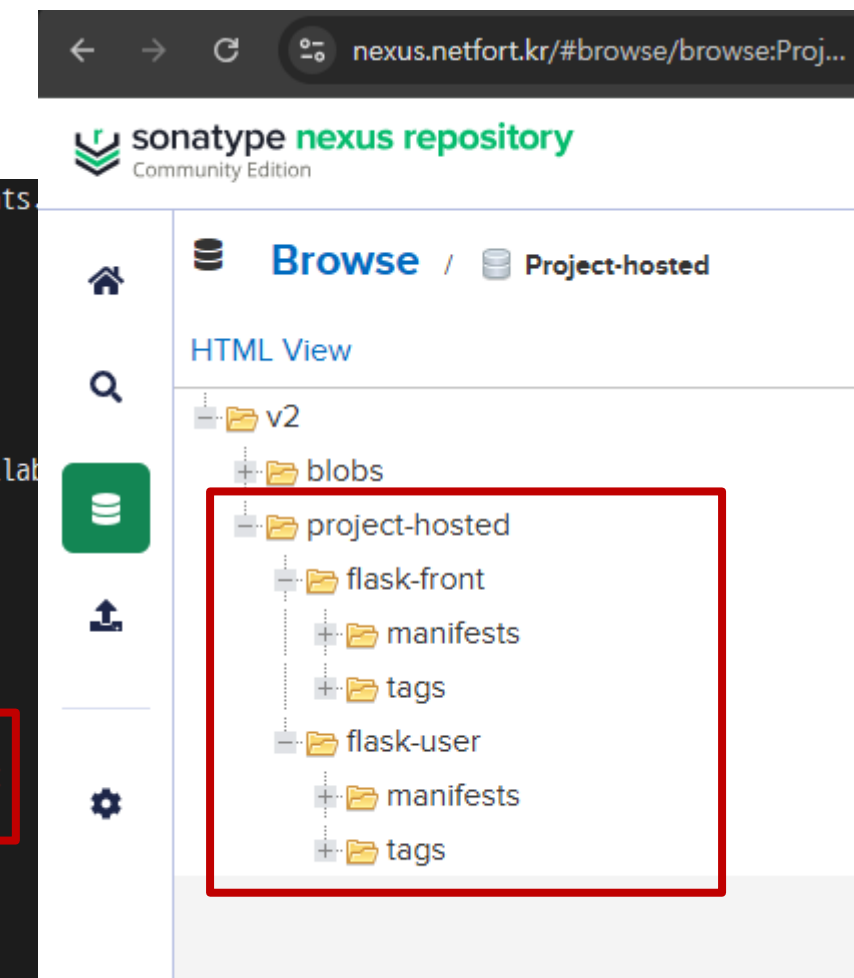 nexus.netfort.kr/#browse/browse:Proj...
sonatype nexus repository
Community Edition
ts.
Browse / Project-hosted
HTML View
v2
blobs
project-hosted
flask-front
manifests
tags
flask-user
manifests
tags